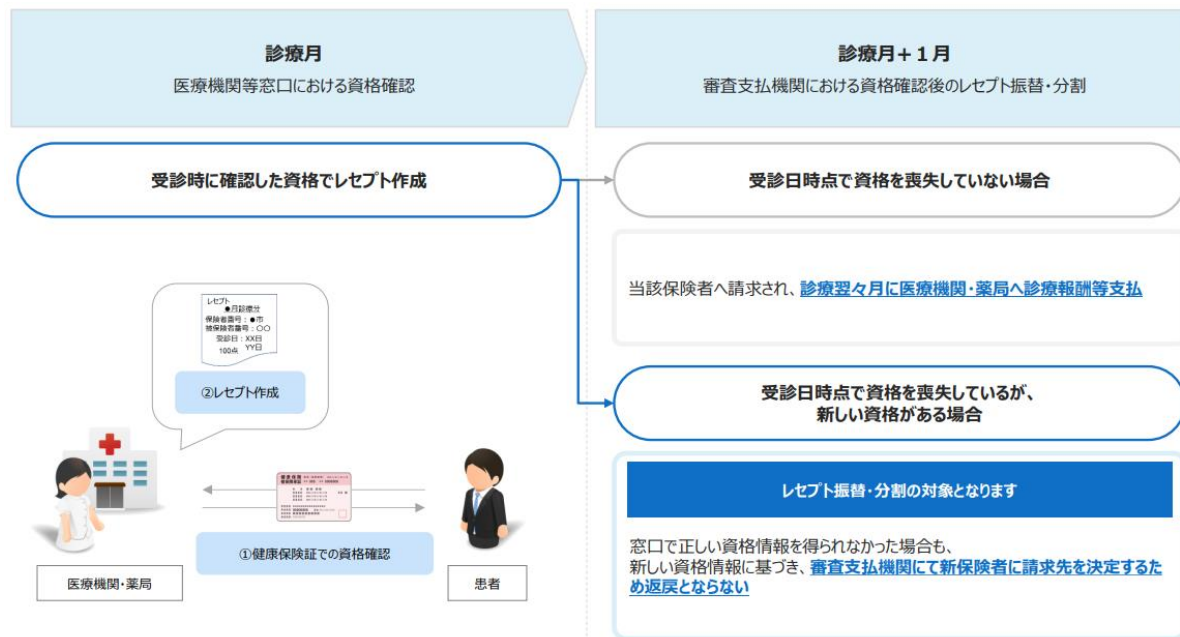 診療月
医療機関等窓口における資格確認
診療月+1月
審査支払機関における資格確認後のレセプト振替・分割
受診時に確認した資格でレセプト作成
受診日時点で資格を喪失していない場合
当該保険者へ請求され、診療翌々月に医療機関・薬局へ診療報酬等支払
レセプト
●月診療分
保険者番号：●市
被保険者番号：〇〇
受診日：XX日
YY日
100点
②レセプト作成
受診日時点で資格を喪失しているが、
新しい資格がある場合
レセプト振替・分割の対象となります
窓口で正しい資格情報を得られなかった場合も、
新しい資格情報に基づき、審査支払機関にて新保険者に請求先を決定するた
め返戻とならない
①健康保険証での資格確認
医療機関・薬局
患者